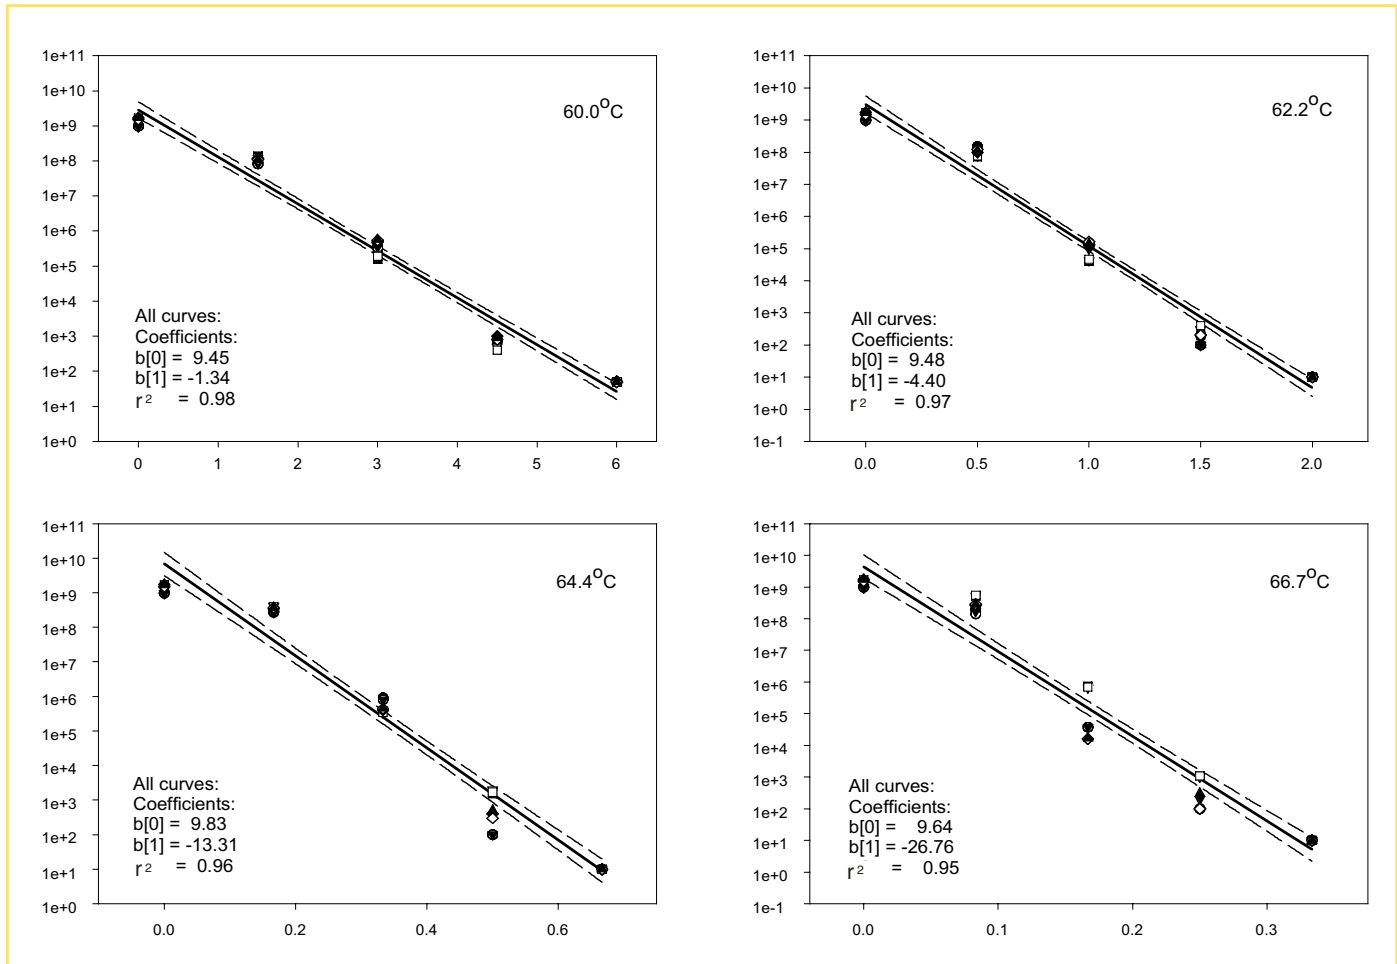 1e+11
1e+10
1e+9
1e+8
1e+7
1e+6
1e+5
1e+4
1e+3
1e+2
1e+1
1e+0
60.0°C
All curves:
Coefficients:
b[0] = 9.45
b[1] = -1.34
r² = 0.98
0 1 2 3 4 5 6
1e+11
1e+10
1e+9
1e+8
1e+7
1e+6
1e+5
1e+4
1e+3
1e+2
1e+1
1e+0
1e-1
62.2°C
All curves:
Coefficients:
b[0] = 9.48
b[1] = -4.40
r² = 0.97
0.0 0.5 1.0 1.5 2.0
1e+11
1e+10
1e+9
1e+8
1e+7
1e+6
1e+5
1e+4
1e+3
1e+2
1e+1
1e+0
64.4°C
All curves:
Coefficients:
b[0] = 9.83
b[1] = -13.31
r² = 0.96
0.0 0.2 0.4 0.6
1e+11
1e+10
1e+9
1e+8
1e+7
1e+6
1e+5
1e+4
1e+3
1e+2
1e+1
1e+0
1e-1
66.7°C
All curves:
Coefficients:
b[0] = 9.64
b[1] = -26.76
r² = 0.95
0.0 0.1 0.2 0.3